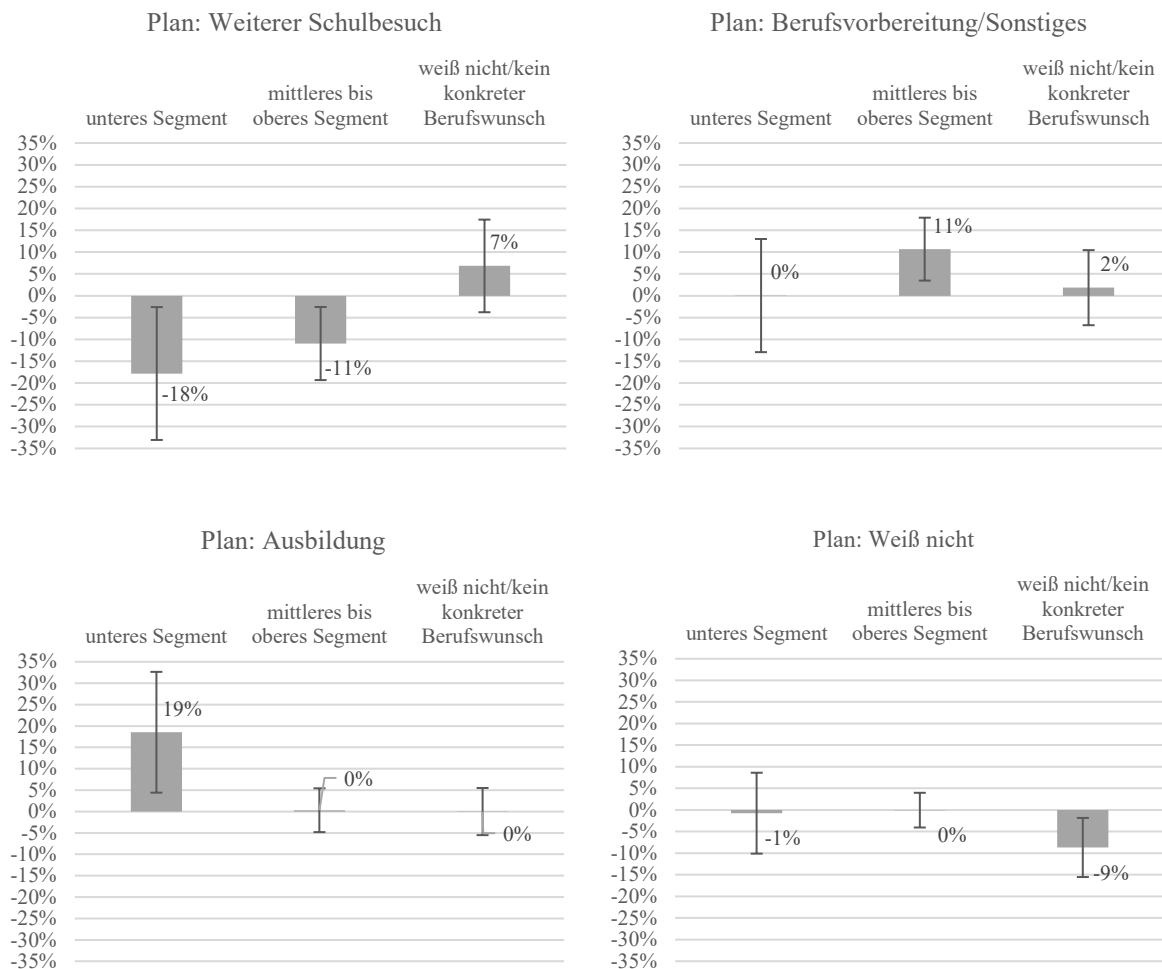 Plan: Weiterer Schulbesuch
unteres Segment
mittleres bis
oberes Segment
weiß nicht/kein
konkreter
Berufswunsch
35%
30%
25%
20%
15%
10%
5%
0%
-5%
-10%
-15%
-20%
-25%
-30%
-35%
-18%
-11%
7%
Plan: Berufsvorbereitung/Sonstiges
unteres Segment
mittleres bis
oberes Segment
weiß nicht/kein
konkreter
Berufswunsch
35%
30%
25%
20%
15%
10%
5%
0%
-5%
-10%
-15%
-20%
-25%
-30%
-35%
0%
11%
2%
Plan: Ausbildung
unteres Segment
mittleres bis
oberes Segment
weiß nicht/kein
konkreter
Berufswunsch
35%
30%
25%
20%
15%
10%
5%
0%
-5%
-10%
-15%
-20%
-25%
-30%
-35%
19%
0%
0%
Plan: Weiß nicht
unteres Segment
mittleres bis
oberes Segment
weiß nicht/kein
konkreter
Berufswunsch
35%
30%
25%
20%
15%
10%
5%
0%
-5%
-10%
-15%
-20%
-25%
-30%
-35%
-1%
0%
-9%